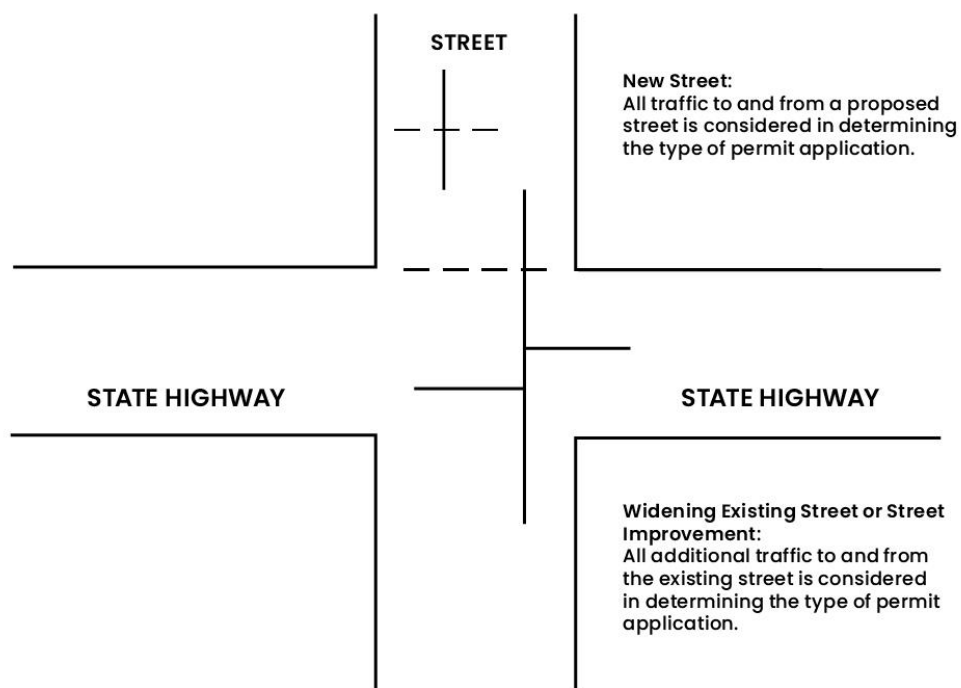 STREET
New Street:
All traffic to and from a proposed
street is considered in determining
the type of permit application.
STATE HIGHWAY
STATE HIGHWAY
Widening Existing Street or Street
Improvement:
All additional traffic to and from
the existing street is considered
in determining the type of permit
application.